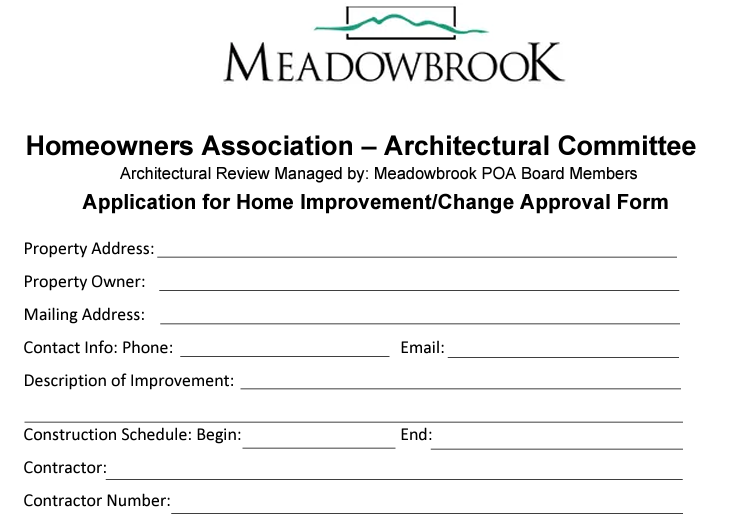 MEADOWBROOK
Homeowners Association – Architectural Committee
Architectural Review Managed by: Meadowbrook POA Board Members
Application for Home Improvement/Change Approval Form
Property Address:
Property Owner:
Mailing Address:
Contact Info: Phone: Email:
Description of Improvement:
Construction Schedule: Begin: End:
Contractor:
Contractor Number: